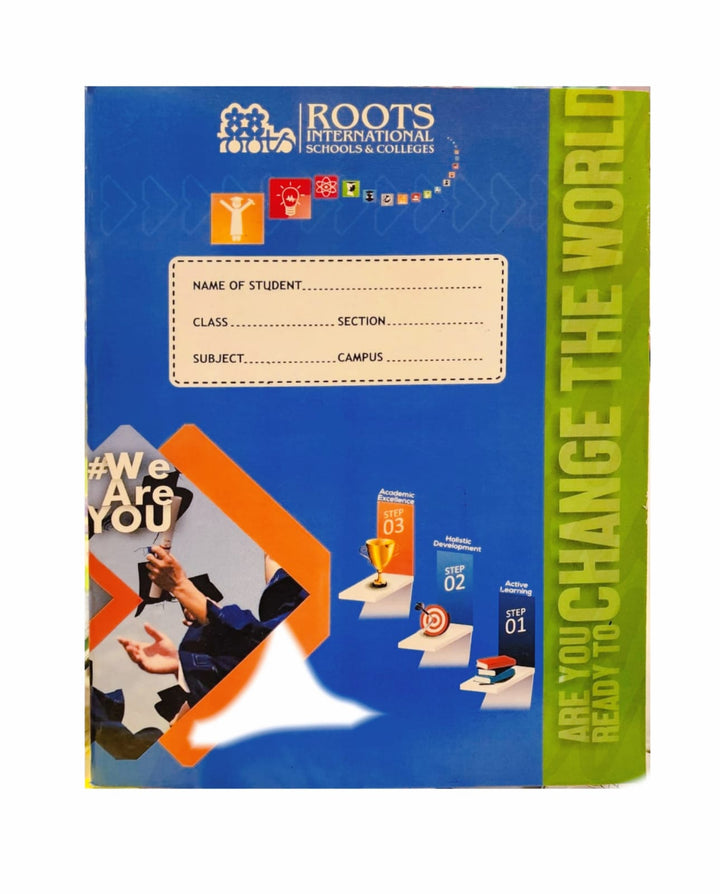 ROOTS
INTERNATIONAL
SCHOOLS & COLLEGES
roots
NAME OF STUDENT
CLASS SECTION
SUBJECT CAMPUS
#We
Are
YOU
Academic
Excellence
STEP
03
Holistic
Development
STEP
02
Active
Learning
STEP
01
ARE YOU
READY TO CHANGE THE WORLD